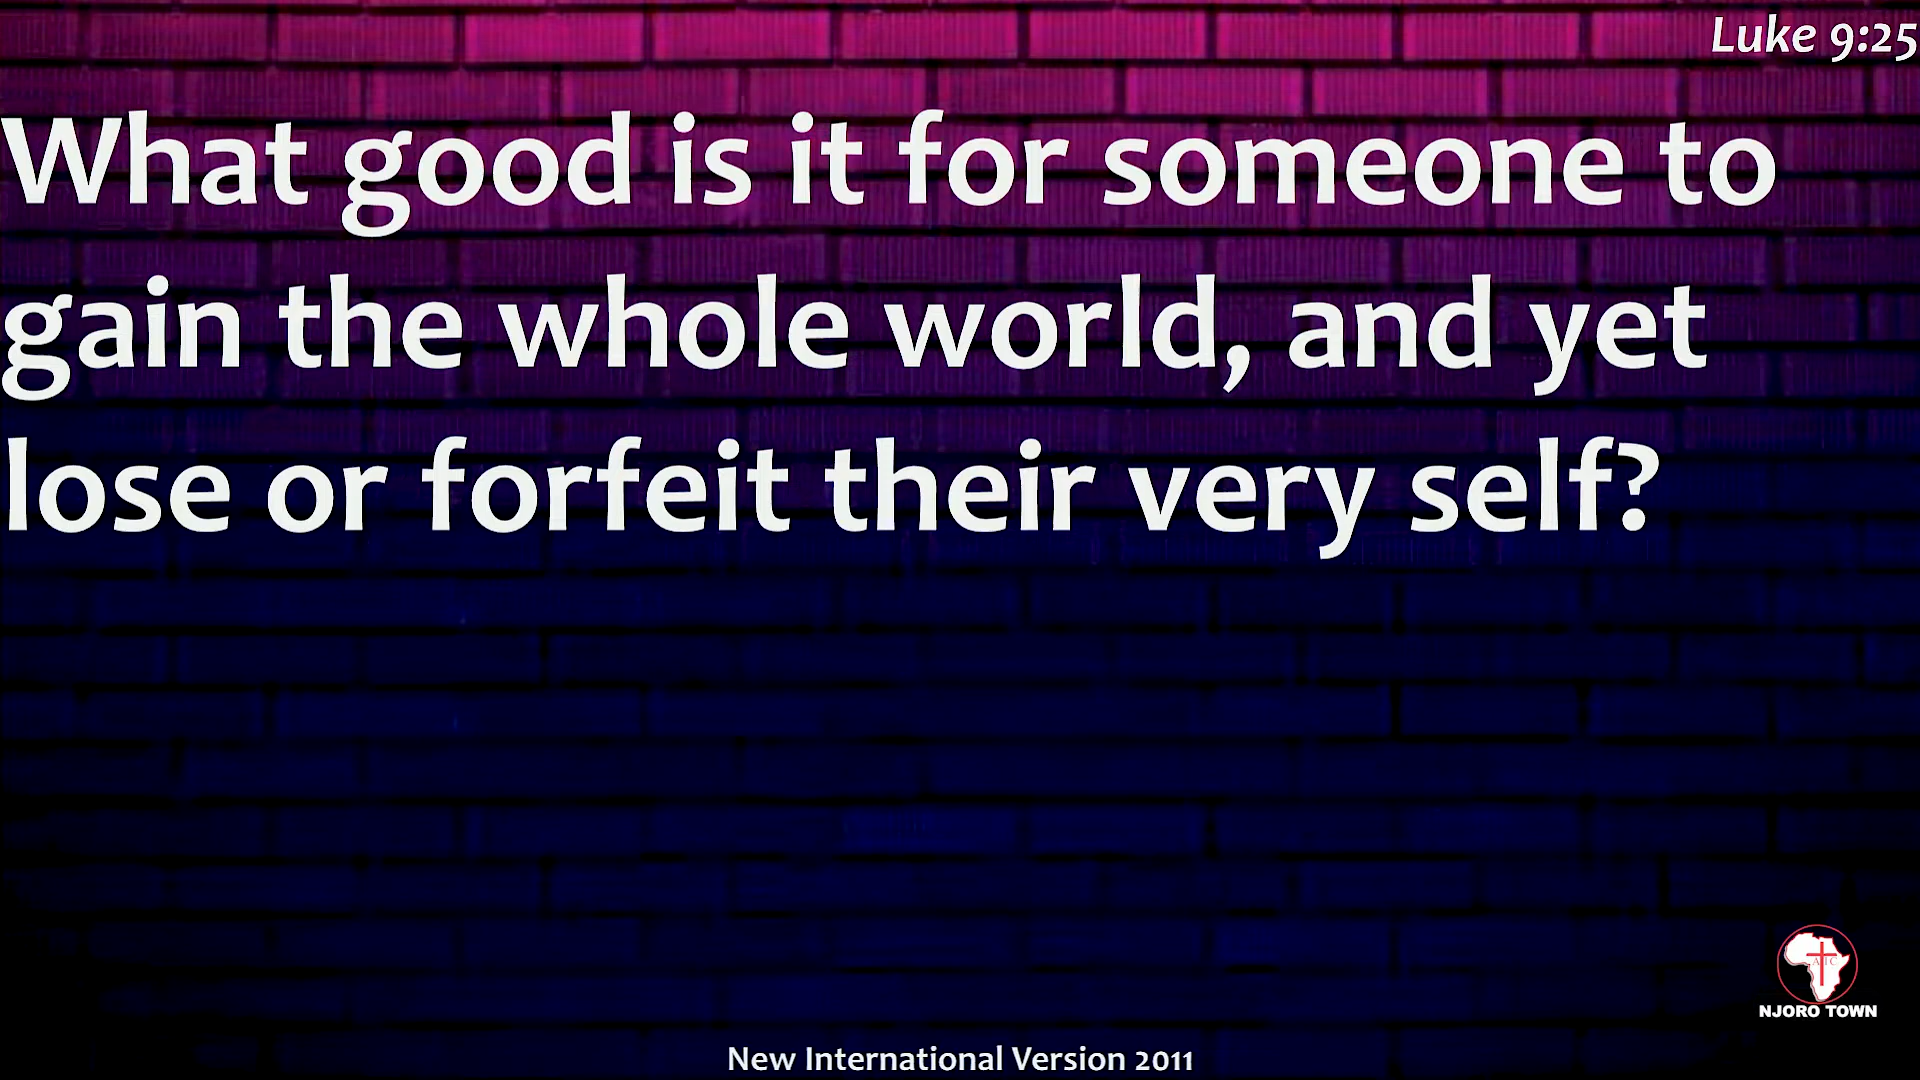 Luke 9:25
What good is it for someone to
gain the whole world, and yet
lose or forfeit their very self?
AIC
NJORO TOWN
New International Version 2011